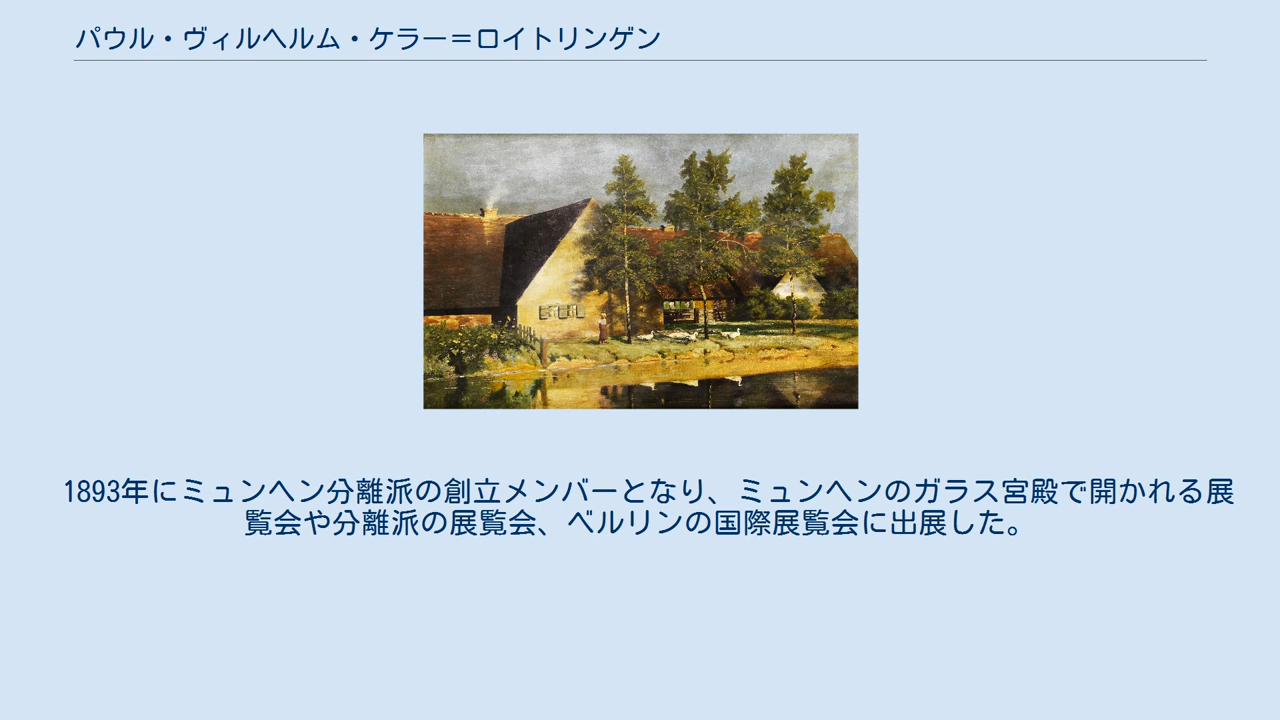 パウル・ヴィルヘルム・ケラー＝ロイトリンゲン
1893年にミュンヘン分離派の創立メンバーとなり、ミュンヘンのガラス宮殿で開かれる展
覧会や分離派の展覧会、ベルリンの国際展覧会に出展した。